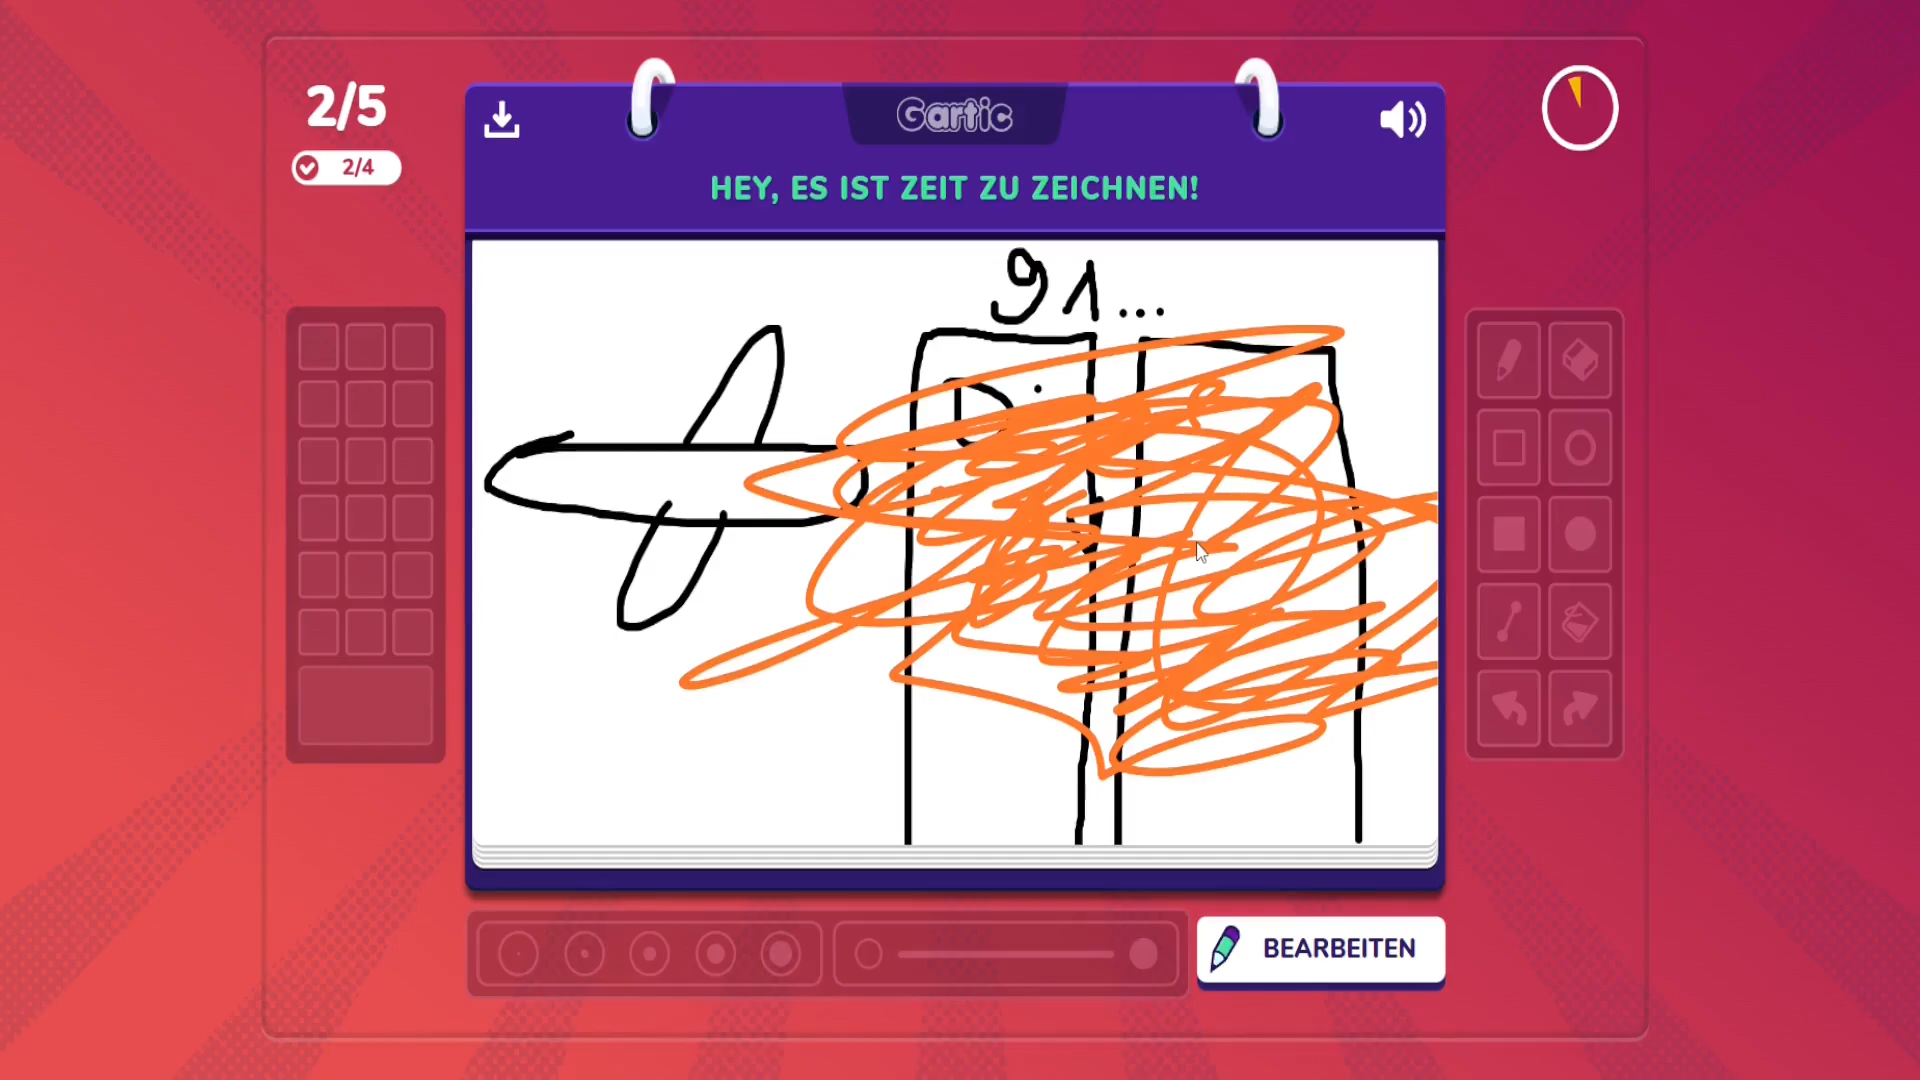 2/5
2/4
Gartic
HEY, ES IST ZEIT ZU ZEICHNEN!
91...
BEARBEITEN